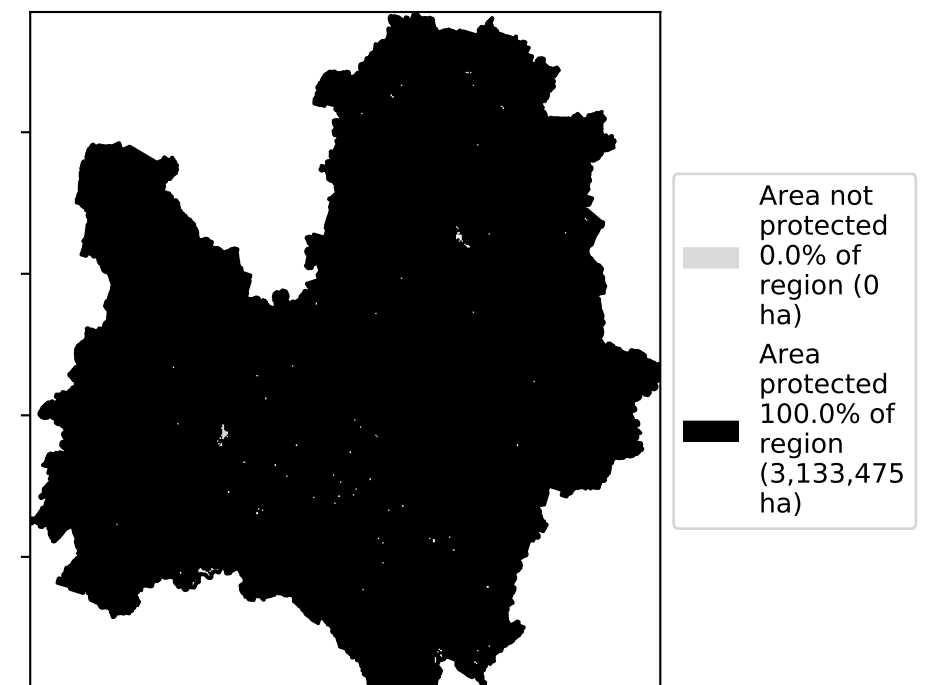 Area not
protected
0.0% of
region (0
ha)
Area
protected
100.0% of
region
(3,133,475
ha)